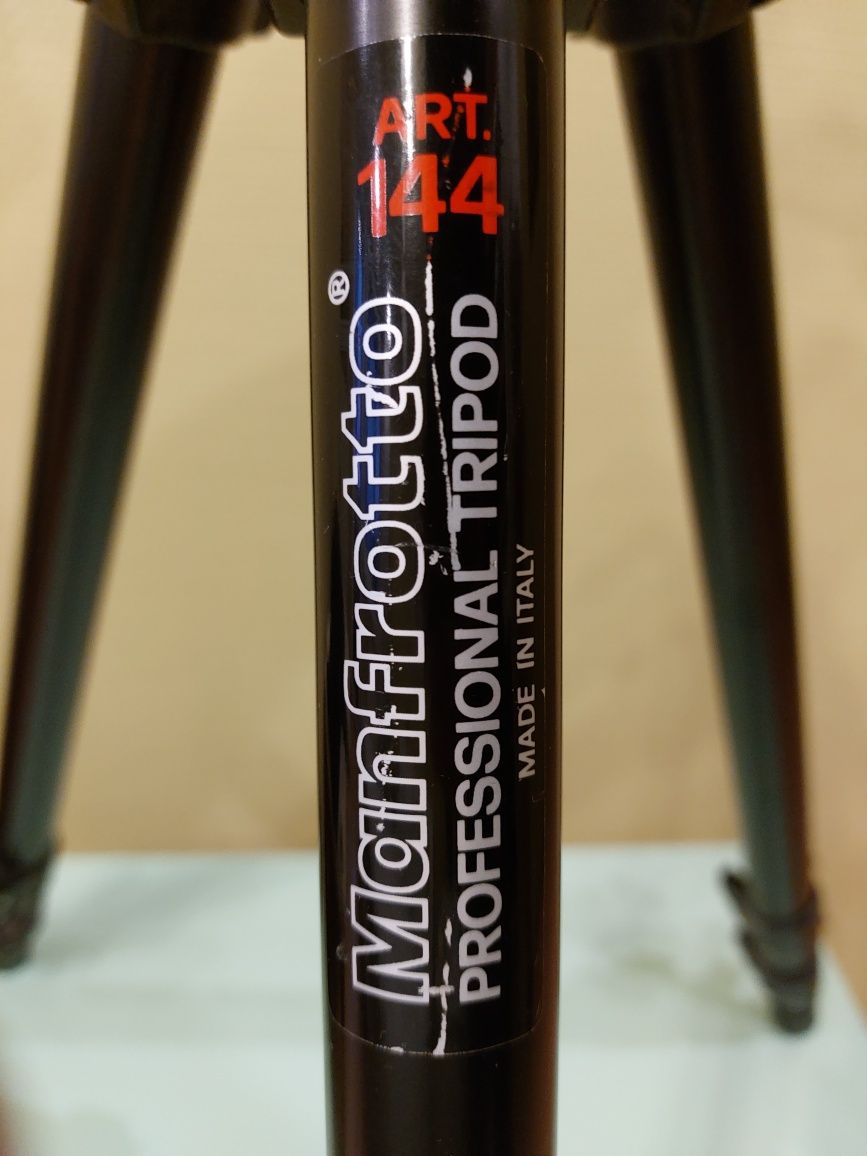 ART.
144
Manfrotto®
PROFESSIONAL TRIPOD
MADE IN ITALY